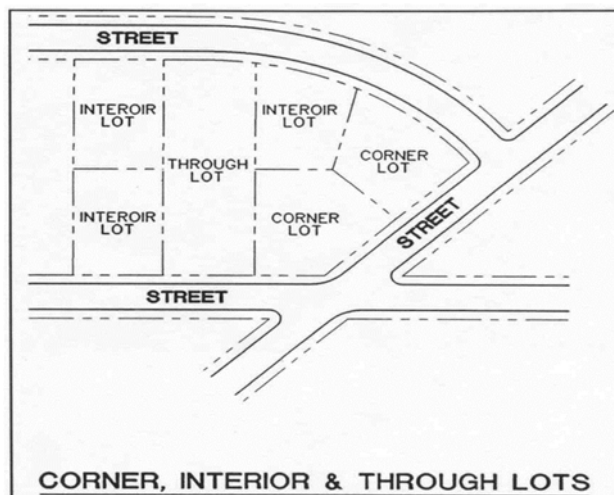 STREET
INTEROIR
LOT
INTEROIR
LOT
THROUGH
LOT
CORNER
LOT
INTEROIR
LOT
CORNER
LOT
STREET
STREET
CORNER, INTERIOR & THROUGH LOTS